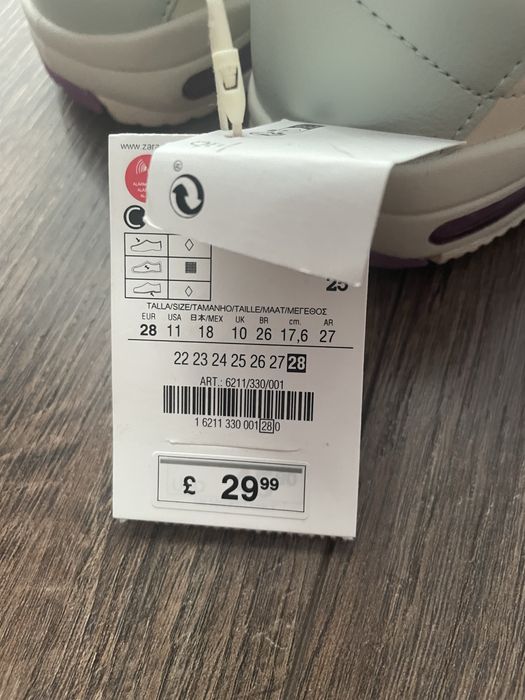 www.zara
25
TALLA/SIZE/TAMANHO/TAILLE/MAAT/ΜΕΓΕΘΟΣ
EUR USA 日本/MEX UK BR cm. AR
28 11 18 10 26 17,6 27
22 23 24 25 26 27 28
ART.: 6211/330/001
1 6211 330 001 28 0
£ 29⁹⁹